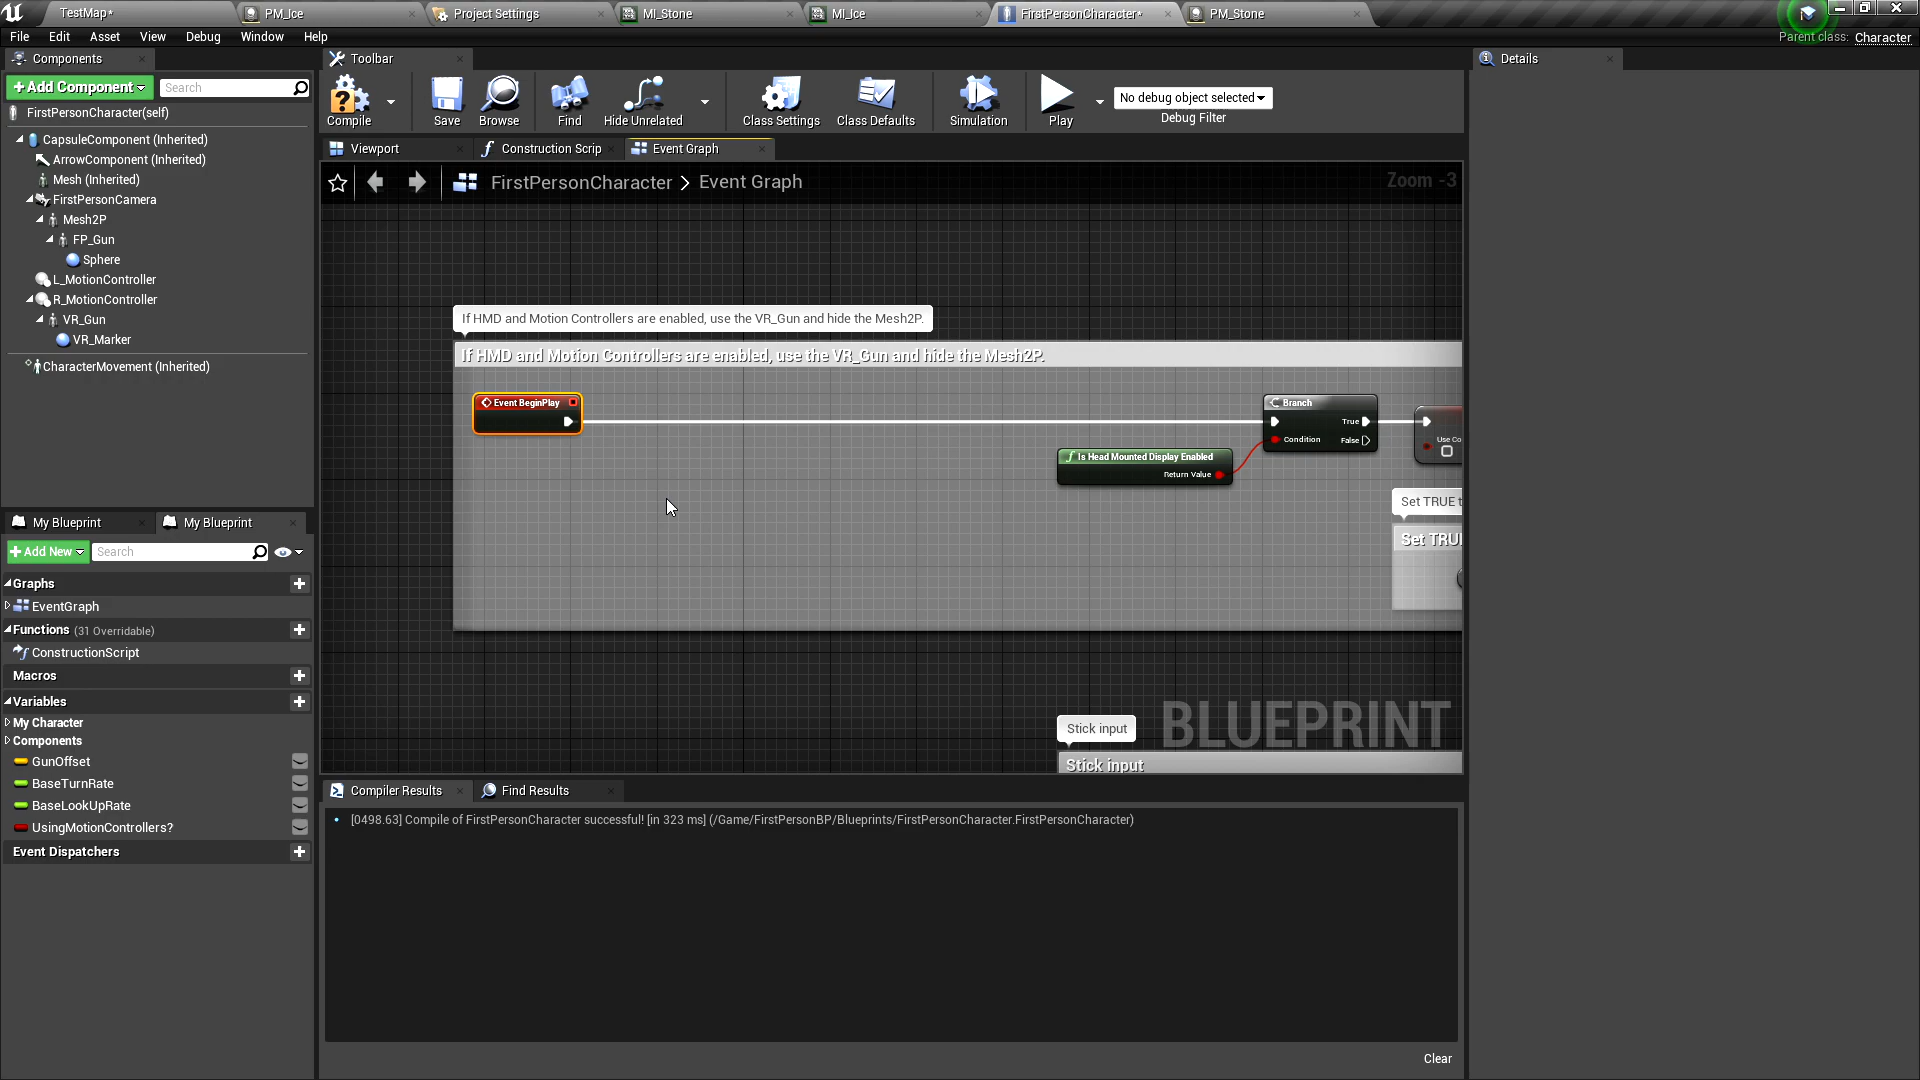 TestMap*
PM_Ice
Project Settings
MI_Stone
MI_Ice
FirstPersonCharacter*
PM_Stone
File Edit Asset View Debug Window Help
Parent class: Character
Components
Toolbar
Details
+Add Component
Search
FirstPersonCharacter(self)
CapsuleComponent (Inherited)
ArrowComponent (Inherited)
Mesh (Inherited)
FirstPersonCamera
Mesh2P
FP_Gun
Sphere
L_MotionController
R_MotionController
VR_Gun
VR_Marker
CharacterMovement (Inherited)
Compile
Save
Browse
Find
Hide Unrelated
Class Settings
Class Defaults
Simulation
Play
No debug object selected
Debug Filter
Viewport
Construction Scrip
Event Graph
FirstPersonCharacter > Event Graph
Zoom -3
If HMD and Motion Controllers are enabled, use the VR_Gun and hide the Mesh2P.
If HMD and Motion Controllers are enabled, use the VR_Gun and hide the Mesh2P.
Event BeginPlay
Branch
True
Condition
False
Is Head Mounted Display Enabled
Return Value
Use Co
Set TRUE t
Set TRU
Stick input
Stick input
BLUEPRINT
My Blueprint
My Blueprint
+Add New
Search
Graphs
EventGraph
Functions (31 Overridable)
ConstructionScript
Macros
Variables
My Character
Components
GunOffset
BaseTurnRate
BaseLookUpRate
UsingMotionControllers?
Event Dispatchers
Compiler Results
Find Results
[0498.63] Compile of FirstPersonCharacter successful! [in 323 ms] (/Game/FirstPersonBP/Blueprints/FirstPersonCharacter.FirstPersonCharacter)
Clear